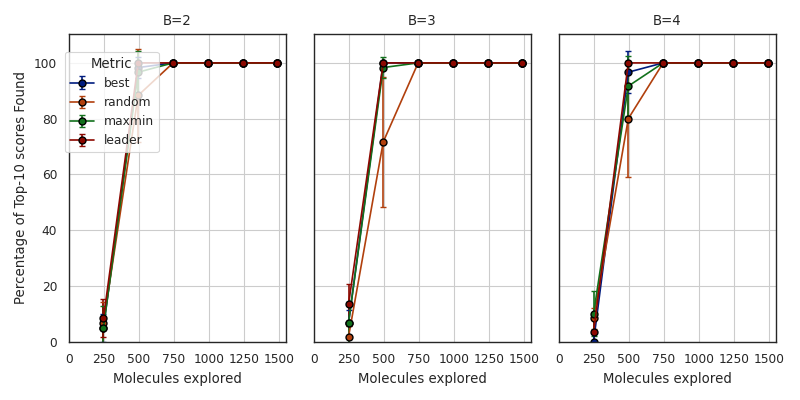 B=2
B=3
B=4
Percentage of Top-10 scores Found
100
80
60
40
20
0
Metric
best
random
maxmin
leader
0 250 500 750 1000 1250 1500
0 250 500 750 1000 1250 1500
0 250 500 750 1000 1250 1500
Molecules explored
Molecules explored
Molecules explored